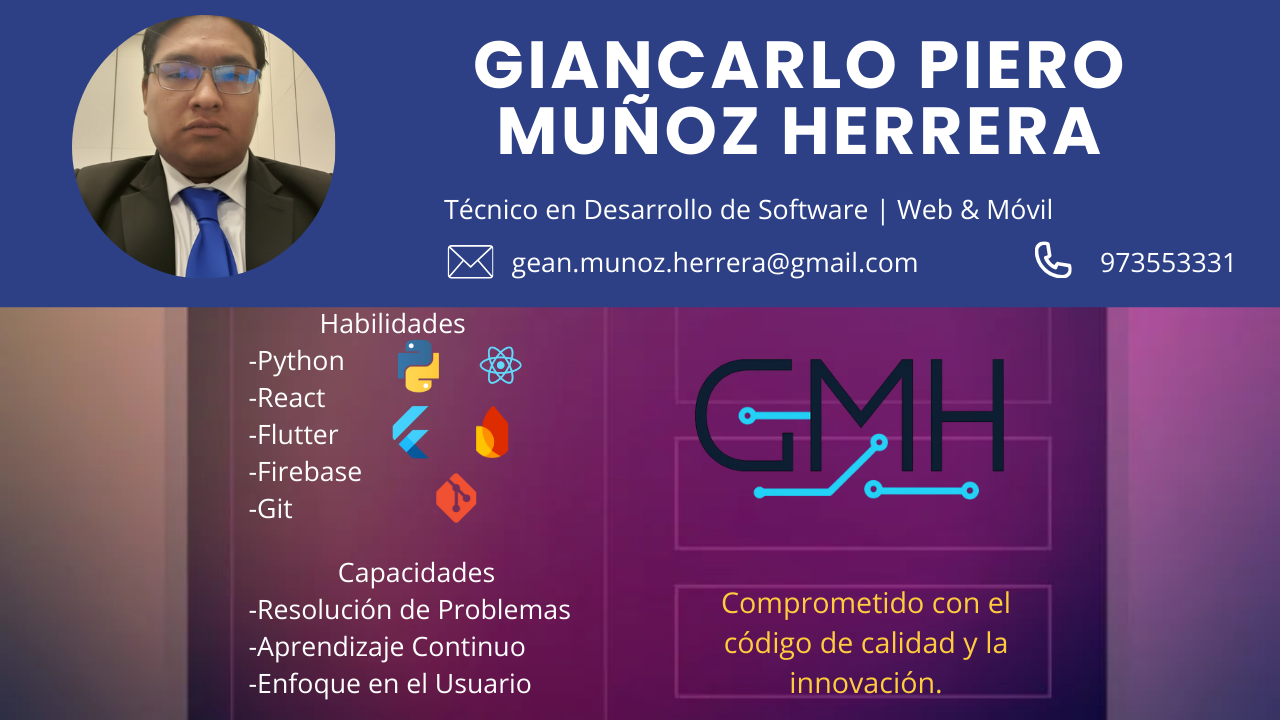 GIANCARLO PIERO
MUÑOZ HERRERA
Técnico en Desarrollo de Software | Web & Móvil
gean.munoz.herrera@gmail.com
973553331
Habilidades
-Python
-React
-Flutter
-Firebase
-Git
Capacidades
-Resolución de Problemas
-Aprendizaje Continuo
-Enfoque en el Usuario
GMH
Comprometido con el
código de calidad y la
innovación.